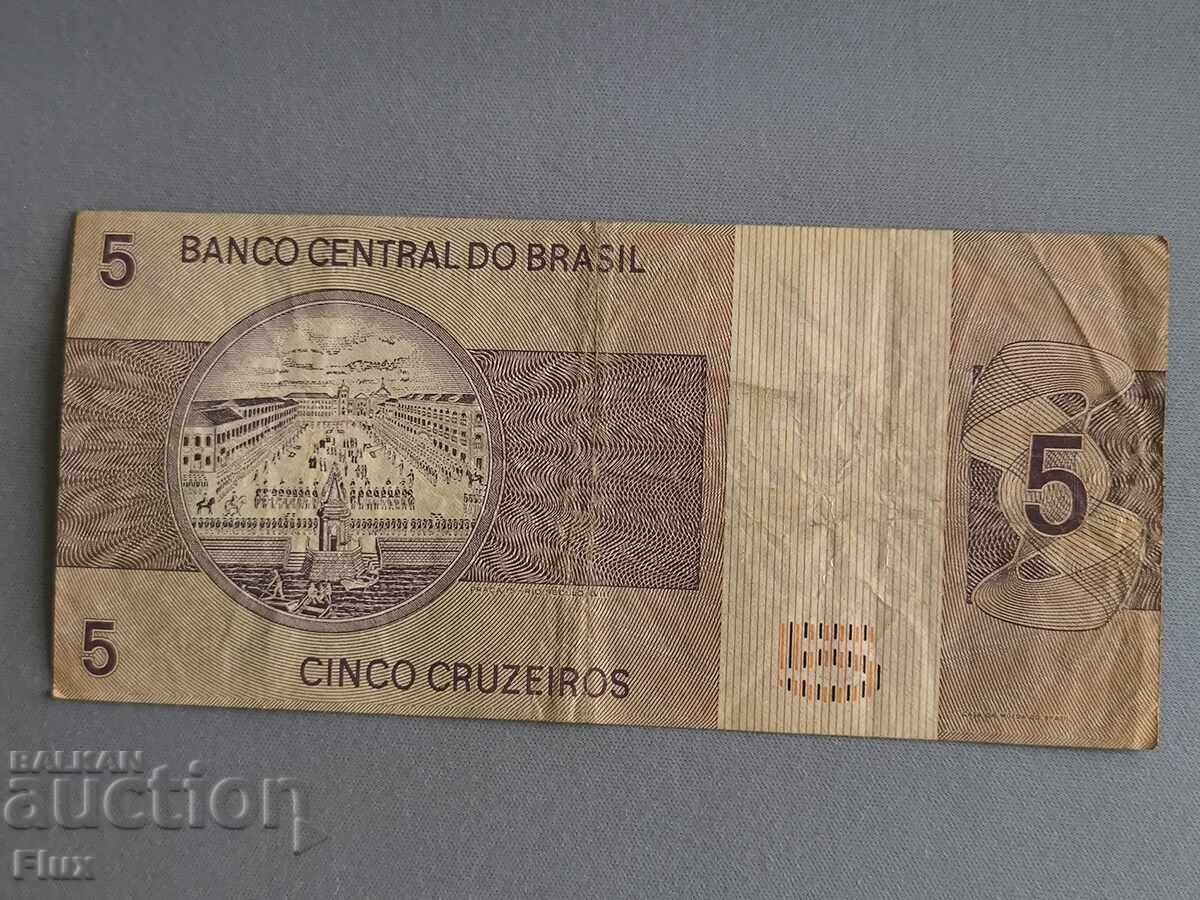 5 BANCO CENTRAL DO BRASIL
5
5 CINCO CRUZEIROS
BALKAN
auction
Flux